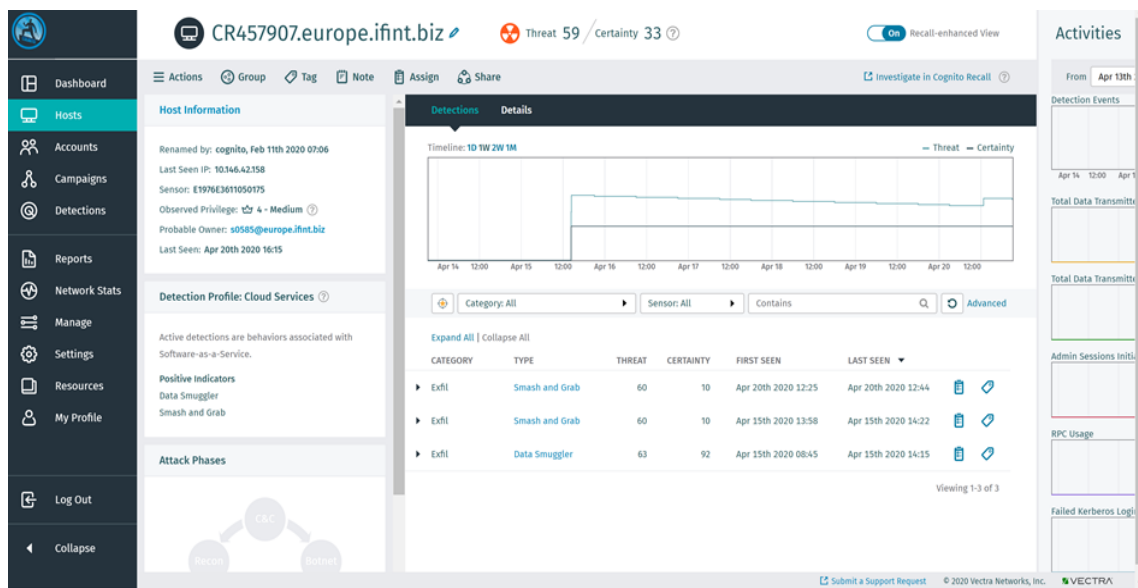 CR457907.europe.ifint.biz
Threat 59 / Certainty 33
On Recall-enhanced View
Activities
Dashboard
Hosts
Accounts
Campaigns
Detections
Reports
Network Stats
Manage
Settings
Resources
My Profile
Log Out
Collapse
Actions Group Tag Note Assign Share
Investigate in Cognito Recall
Host Information
Renamed by: cognito, Feb 11th 2020 07:06
Last Seen IP: 10.146.42.158
Sensor: E1976E3611050175
Observed Privilege: 4 - Medium
Probable Owner: s0585@europe.ifint.biz
Last Seen: Apr 20th 2020 16:15
Detection Profile: Cloud Services
Active detections are behaviors associated with
Software-as-a-Service.
Positive Indicators
Data Smuggler
Smash and Grab
Attack Phases
C&C
Recon Botnet
Detections Details
Timeline: 1D 1W 2W 1M
Threat Certainty
Apr 14 12:00 Apr 15 12:00 Apr 16 12:00 Apr 17 12:00 Apr 18 12:00 Apr 19 12:00 Apr 20 12:00
Category: All Sensor: All Contains Advanced
Expand All | Collapse All
CATEGORY TYPE THREAT CERTAINTY FIRST SEEN LAST SEEN
Exfil Smash and Grab 60 10 Apr 20th 2020 12:25 Apr 20th 2020 12:44
Exfil Smash and Grab 60 10 Apr 15th 2020 13:58 Apr 15th 2020 14:22
Exfil Data Smuggler 63 92 Apr 15th 2020 08:45 Apr 15th 2020 14:15
Viewing 1-3 of 3
From Apr 13th
Detection Events
Apr 14 12:00 Apr 1
Total Data Transmitte
Total Data Transmitte
Admin Sessions Initi
RPC Usage
Failed Kerberos Logi
Submit a Support Request © 2020 Vectra Networks, Inc. VECTRA